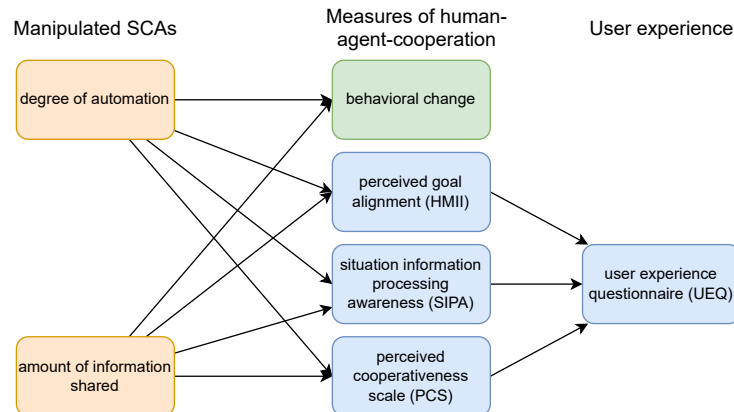 Manipulated SCAs
Measures of human-
agent-cooperation
User experience
degree of automation
behavioral change
perceived goal
alignment (HMII)
situation information
processing
awareness (SIPA)
user experience
questionnaire (UEQ)
amount of information
shared
perceived
cooperativeness
scale (PCS)